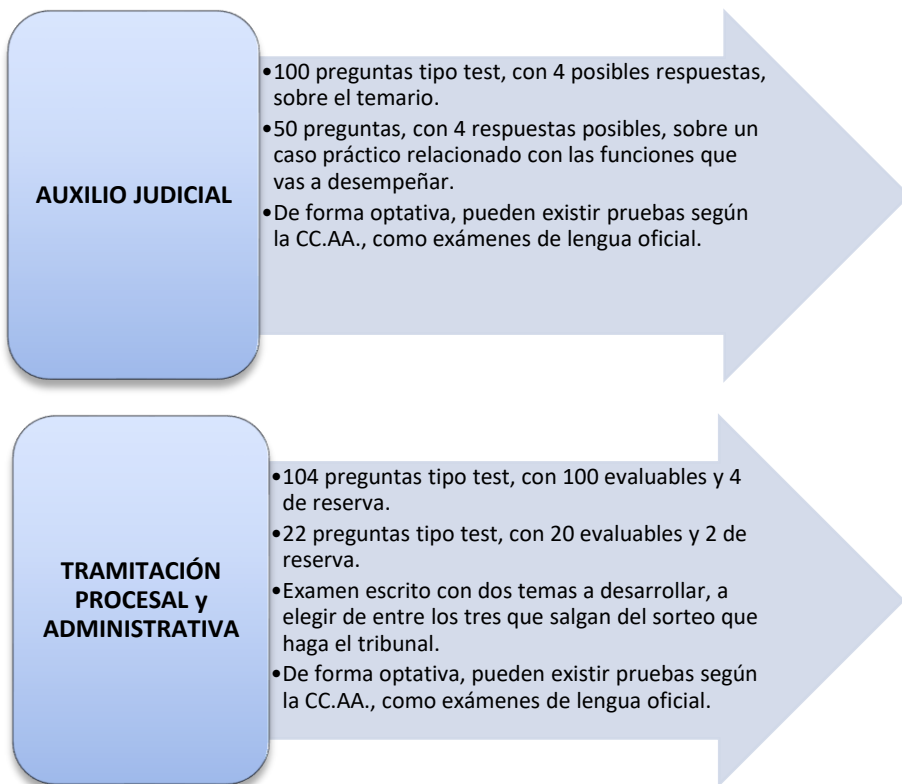 AUXILIO JUDICIAL
•100 preguntas tipo test, con 4 posibles respuestas,
sobre el temario.
•50 preguntas, con 4 respuestas posibles, sobre un
caso práctico relacionado con las funciones que
vas a desempeñar.
•De forma optativa, pueden existir pruebas según
la CC.AA., como exámenes de lengua oficial.
TRAMITACIÓN
PROCESAL y
ADMINISTRATIVA
•104 preguntas tipo test, con 100 evaluables y 4
de reserva.
•22 preguntas tipo test, con 20 evaluables y 2 de
reserva.
•Examen escrito con dos temas a desarrollar, a
elegir de entre los tres que salgan del sorteo que
haga el tribunal.
•De forma optativa, pueden existir pruebas según
la CC.AA., como exámenes de lengua oficial.